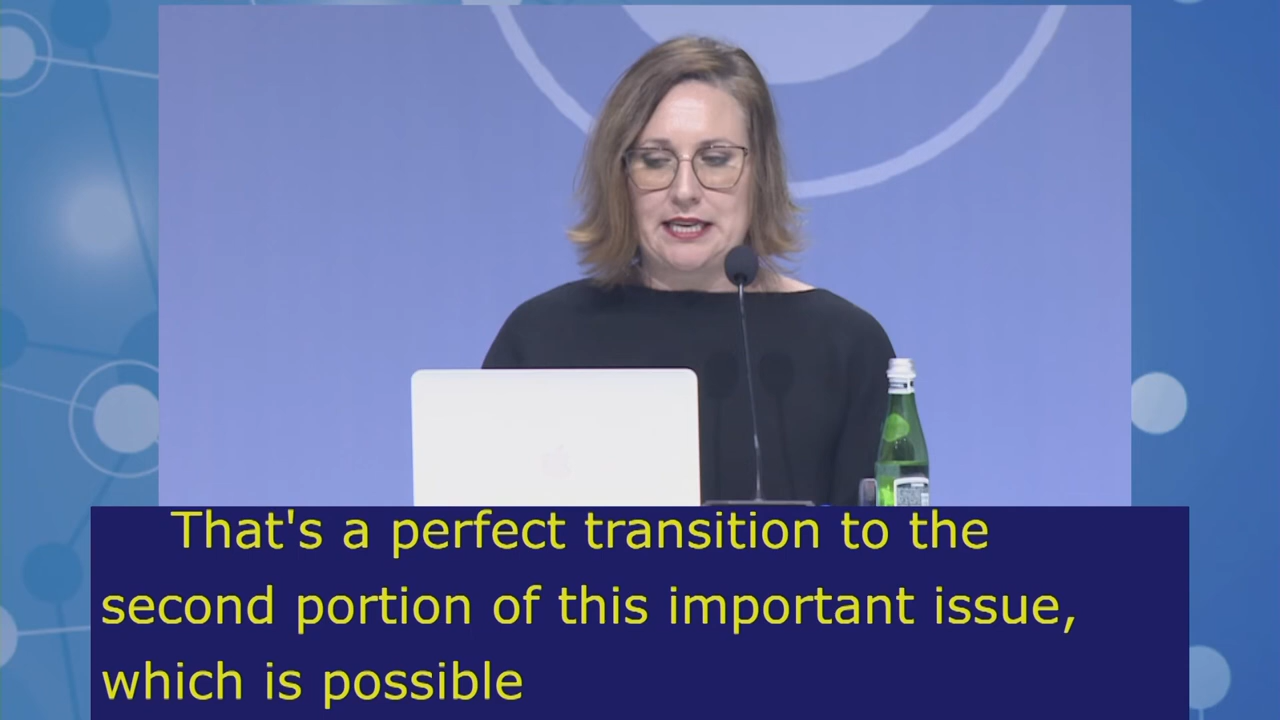 That's a perfect transition to the
second portion of this important issue,
which is possible